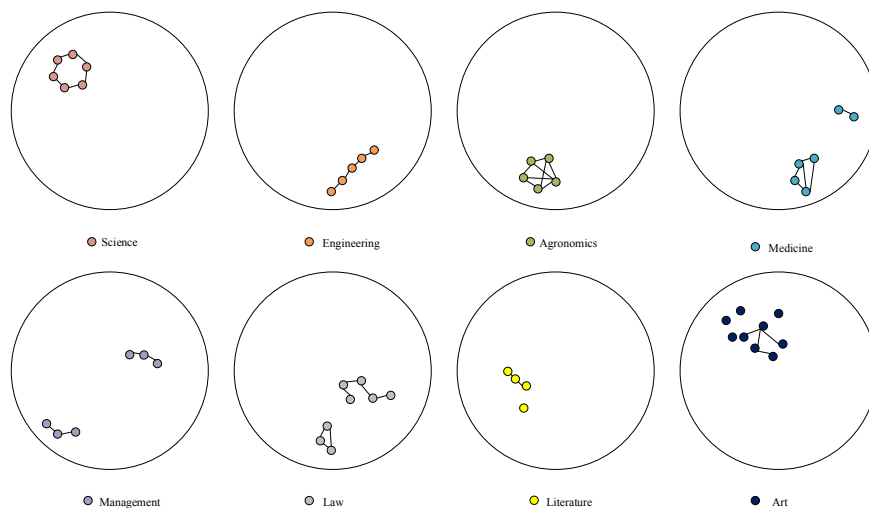 Science
Engineering
Agronomics
Medicine
Management
Law
Literature
Art